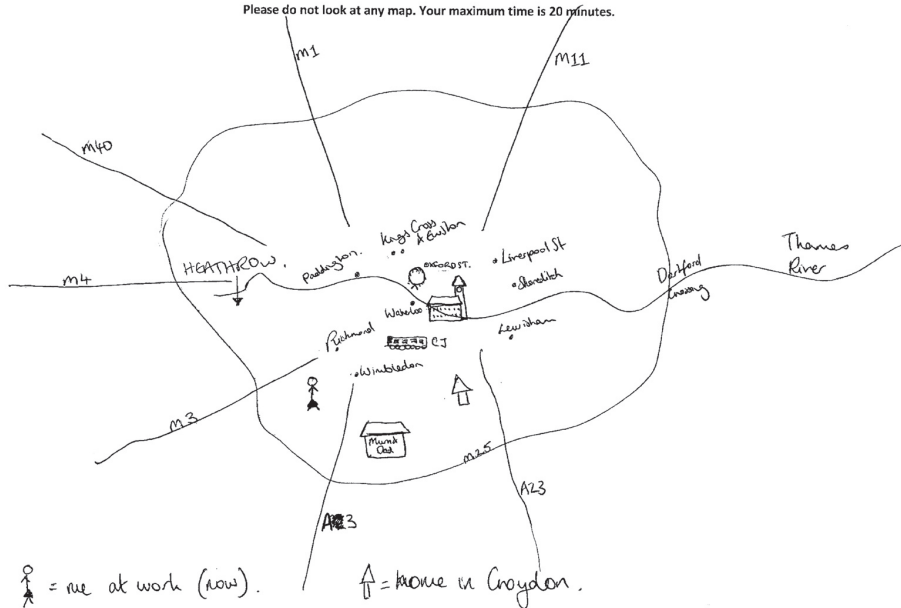 Please do not look at any map. Your maximum time is 20 minutes.
M1
M11
M40
Kings Cross
& Euston
Thames
River
HEATHROW.
Paddington.
OXFORD ST.
Liverpool St
Shoreditch
M4
Dartford
Crossing
Waterloo
Lewisham
Richmond
CJ
Wimbledon
M3
Mum &
Dad
M25
A23
A3
= me at work (now).
= Home in Croydon.